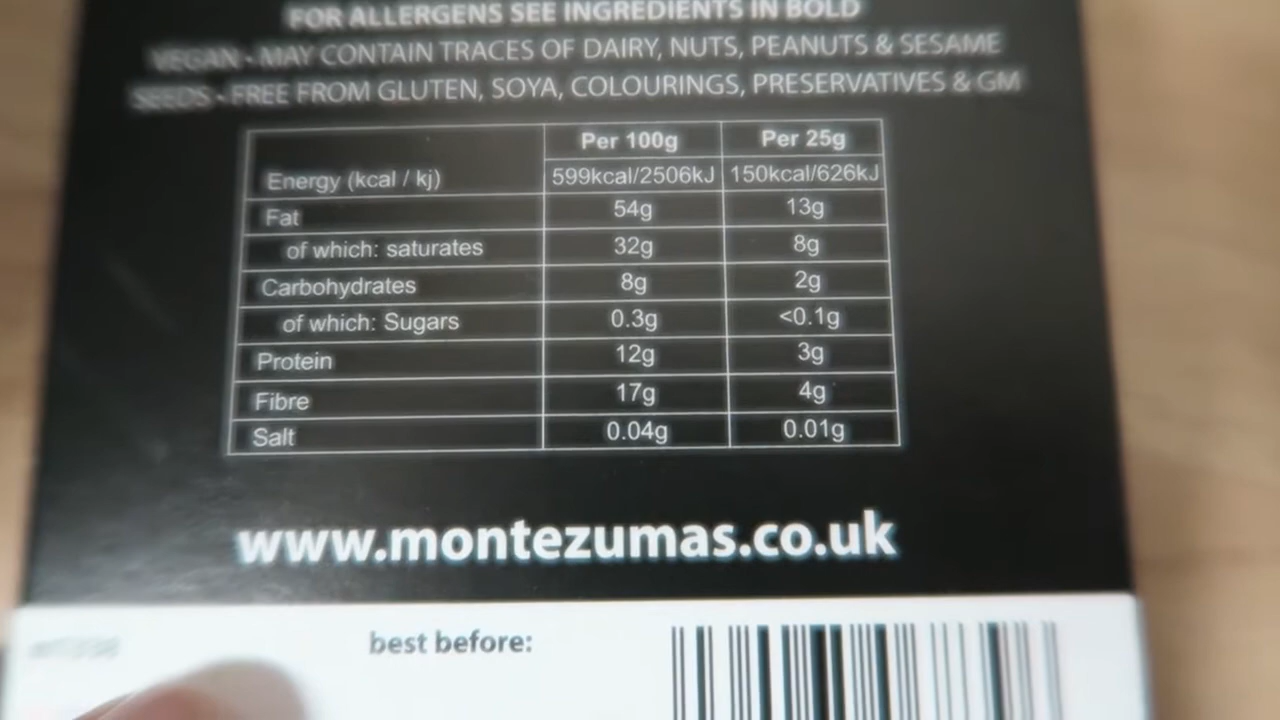 FOR ALLERGENS SEE INGREDIENTS IN BOLD
VEGAN - MAY CONTAIN TRACES OF DAIRY, NUTS, PEANUTS & SESAME
SEEDS - FREE FROM GLUTEN, SOYA, COLOURINGS, PRESERVATIVES & GM
Per 100g Per 25g
Energy (kcal / kj) 599kcal/2506kJ 150kcal/626kJ
Fat 54g 13g
of which: saturates 32g 8g
Carbohydrates 8g 2g
of which: Sugars 0.3g <0.1g
Protein 12g 3g
Fibre 17g 4g
Salt 0.04g 0.01g
www.montezumas.co.uk
best before: